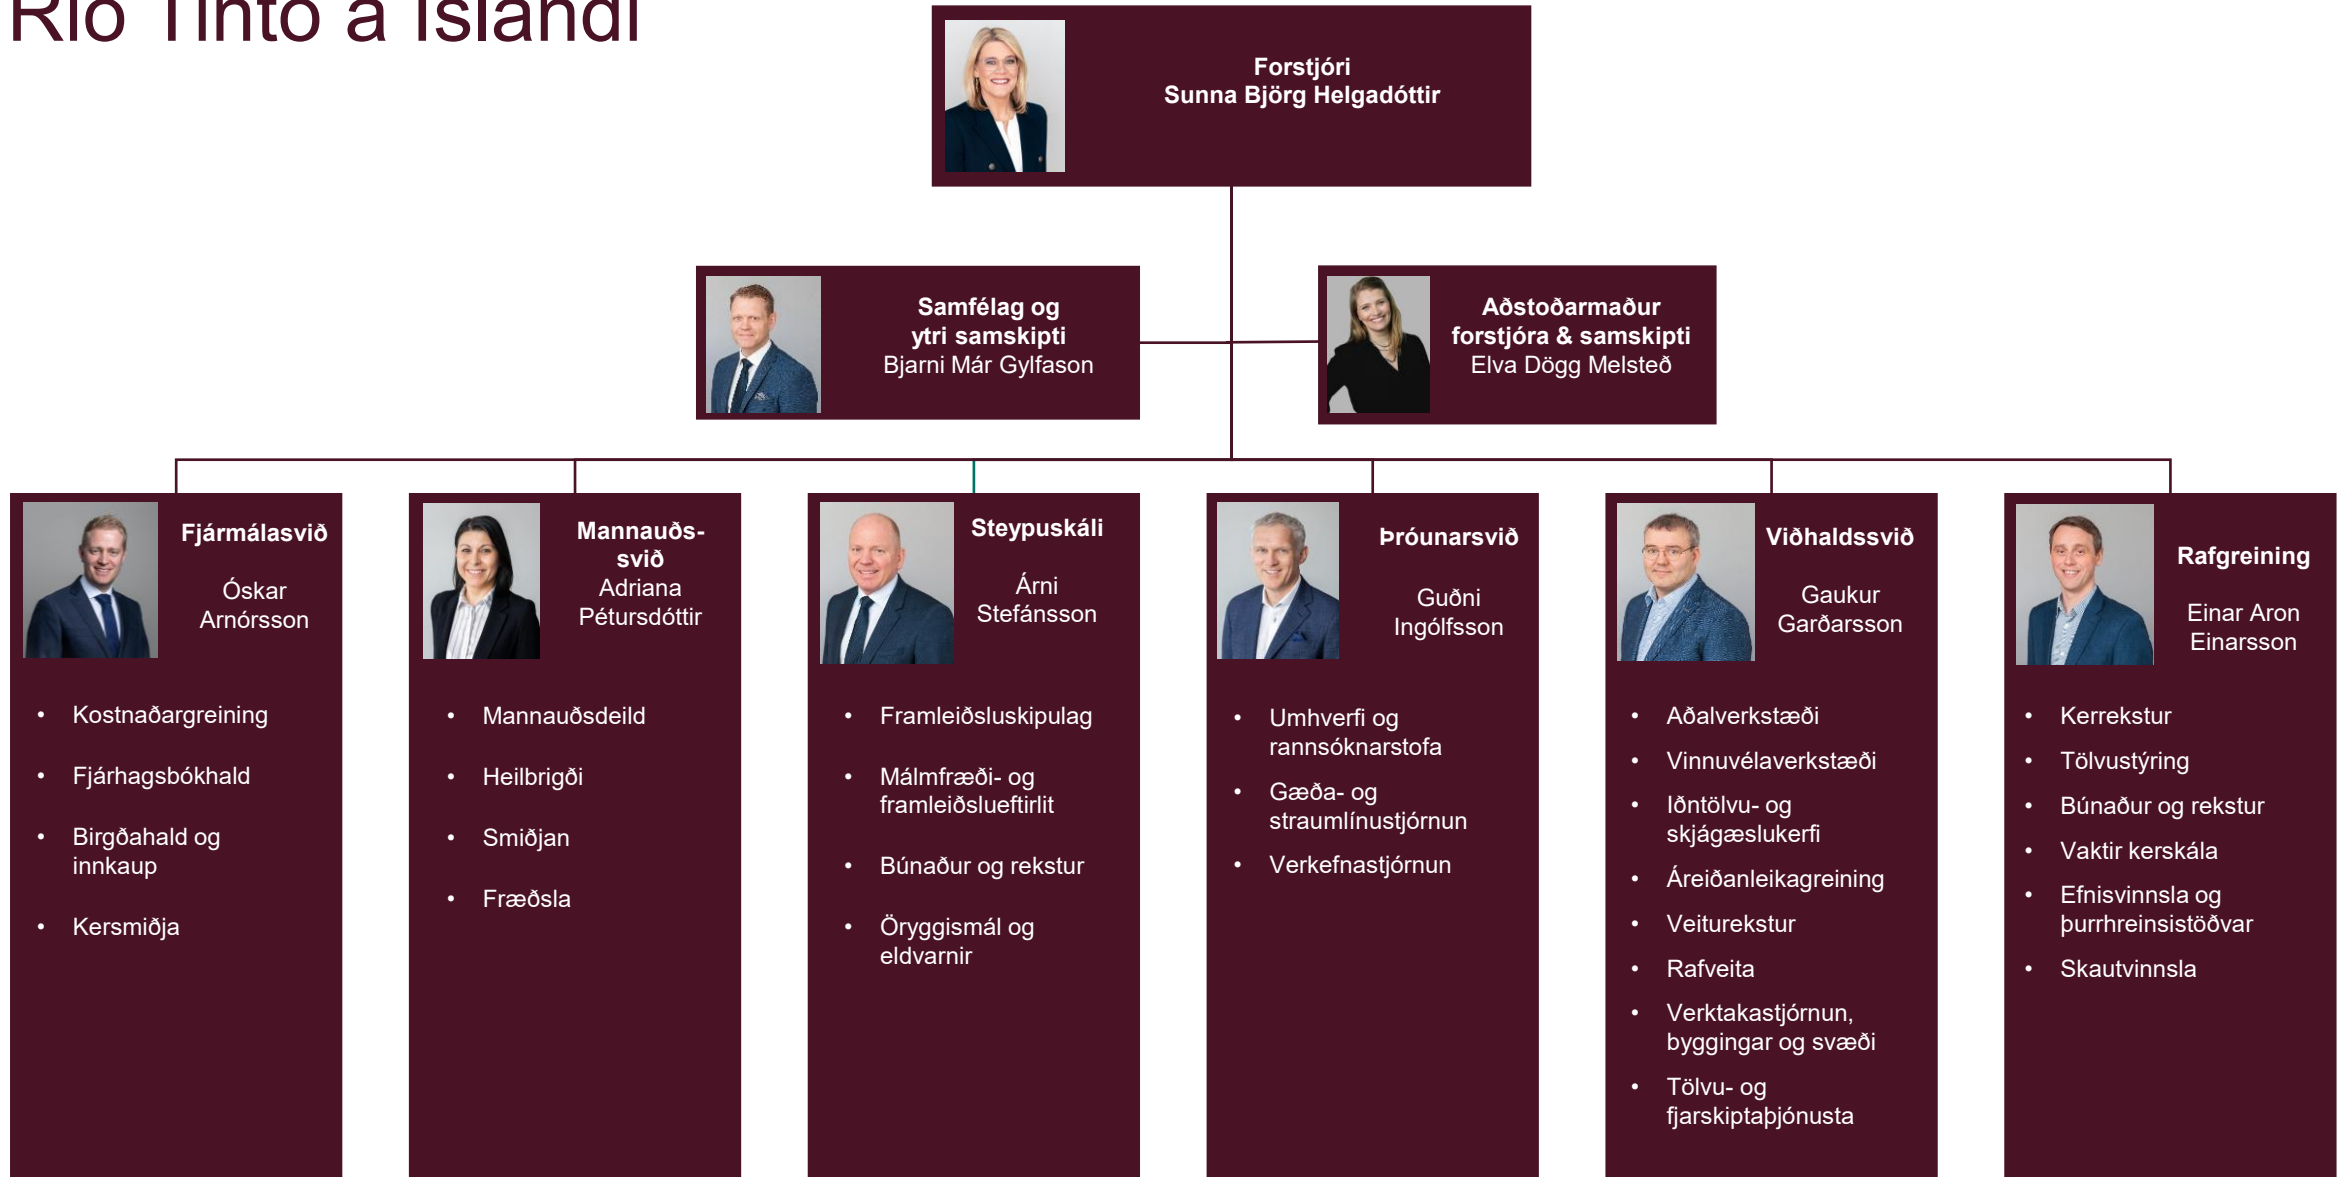 Rio Tinto á Íslandi
Forstjóri
Sunna Björg Helgadóttir
Samfélag og
ytri samskipti
Bjarni Már Gylfason
Aðstoðarmaður
forstjóra & samskipti
Elva Dögg Melsteð
Fjármálasvið
Óskar
Arnórsson
• Kostnaðargreining
• Fjárhagsbókhald
• Birgðahald og
innkaup
• Kersmiðja
Mannauðs-
svið
Adriana
Pétursdóttir
• Mannauðsdeild
• Heilbrigði
• Smiðjan
• Fræðsla
Steypuskáli
Árni
Stefánsson
• Framleiðsluskipulag
• Málmfræði- og
framleiðslueftirlit
• Búnaður og rekstur
• Öryggismál og
eldvarnir
Þróunarsvið
Guðni
Ingólfsson
• Umhverfi og
rannsóknarstofa
• Gæða- og
straumlínustjórnun
• Verkefnastjórnun
Viðhaldssvið
Gaukur
Garðarsson
• Aðalverkstæði
• Vinnuvélaverkstæði
• Iðntölvu- og
skjágæslukerfi
• Áreiðanleikagreining
• Veiturekstur
• Rafveita
• Verktakastjórnun,
byggingar og svæði
• Tölvu- og
fjarskiptaþjónusta
Rafgreining
Einar Aron
Einarsson
• Kerrekstur
• Tölvustýring
• Búnaður og rekstur
• Vaktir kerskála
• Efnisvinnsla og
þurrhreinsistöðvar
• Skautvinnsla